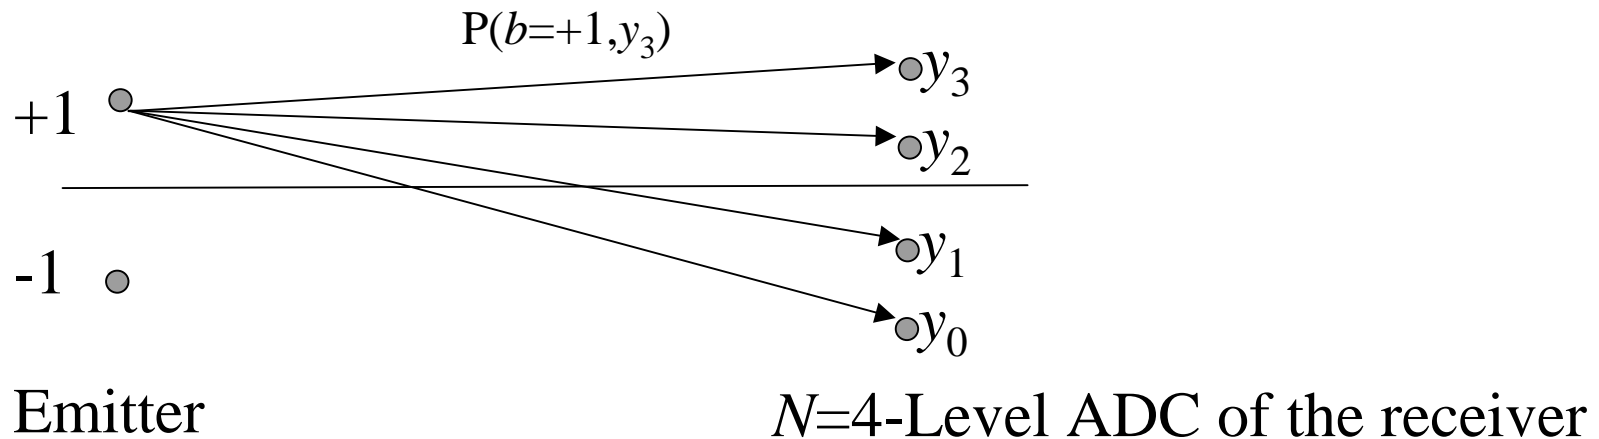 P(b=+1,y₃)
+1
y₃
y₂
-1
y₁
y₀
Emitter
N=4-Level ADC of the receiver